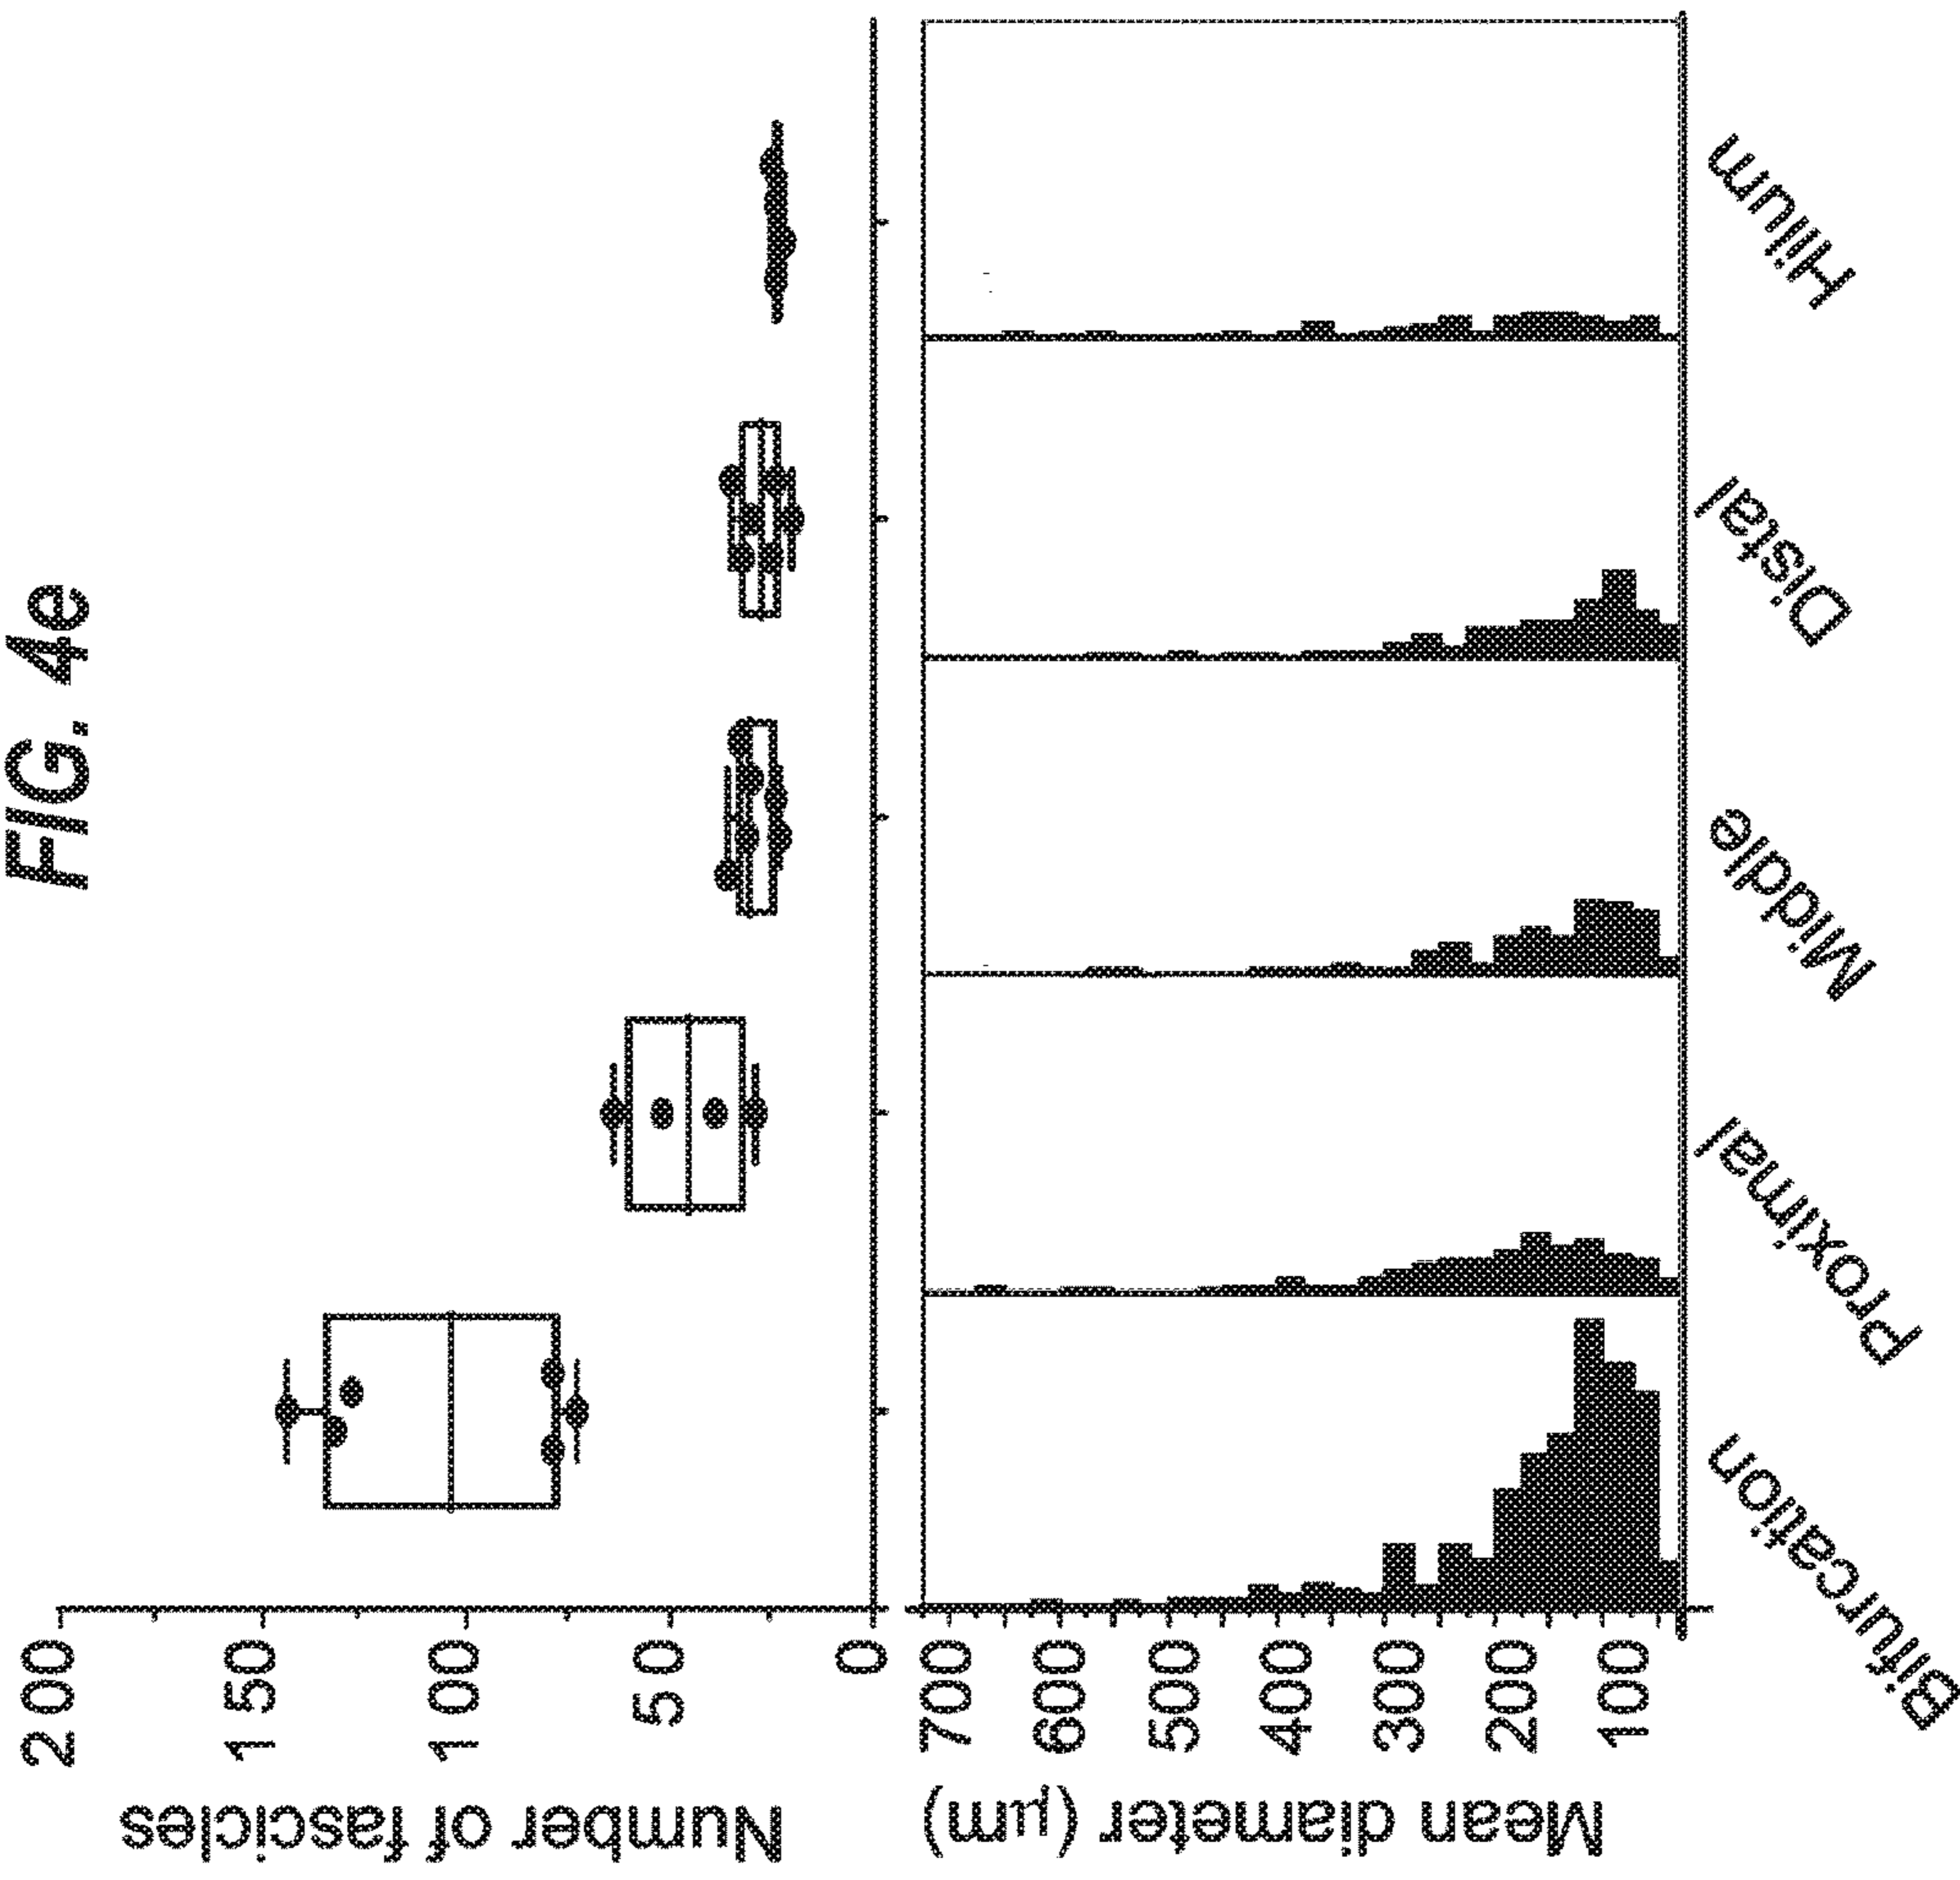 FIG. 4e
Number of fascicles
200
150
100
50
0
Mean diameter (µm)
700
600
500
400
300
200
100
Bifurcation
Proximal
Middle
Distal
Hilum